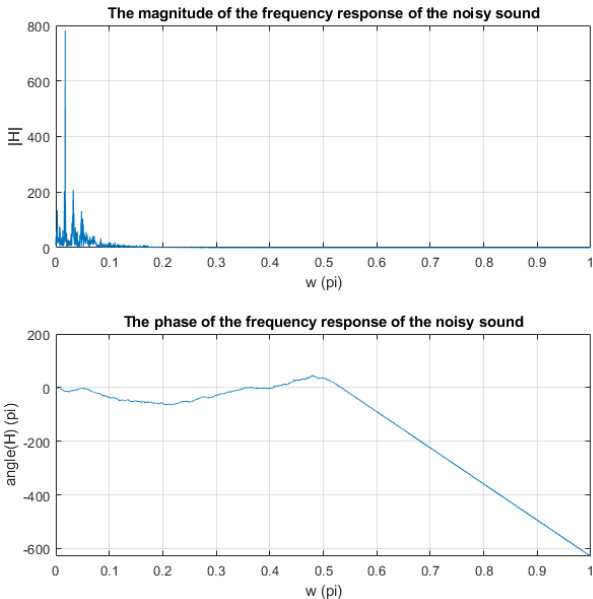 The magnitude of the frequency response of the noisy sound
800
600
400
200
0
|H|
0 0.1 0.2 0.3 0.4 0.5 0.6 0.7 0.8 0.9 1
w (pi)
The phase of the frequency response of the noisy sound
200
0
-200
-400
-600
angle(H) (pi)
0 0.1 0.2 0.3 0.4 0.5 0.6 0.7 0.8 0.9 1
w (pi)